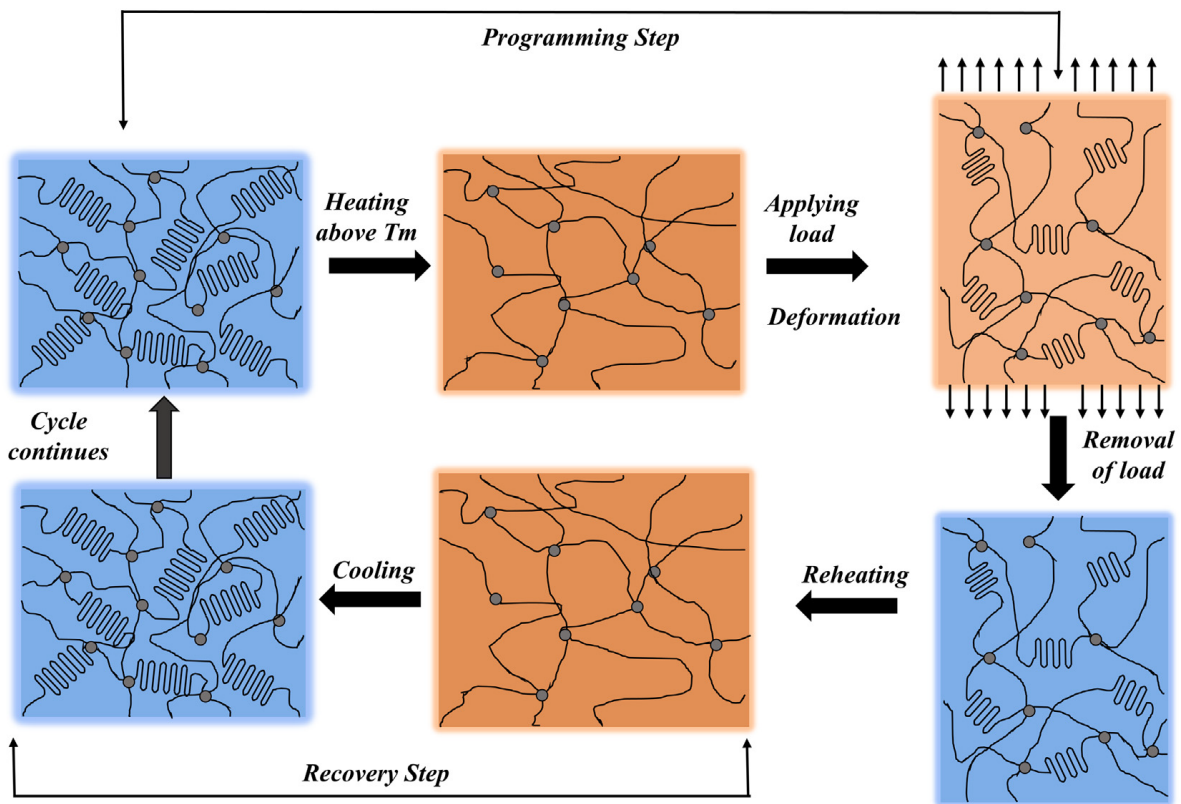 Programming Step
Heating
above Tm
Applying
load
Deformation
Removal
of load
Reheating
Cooling
Cycle
continues
Recovery Step